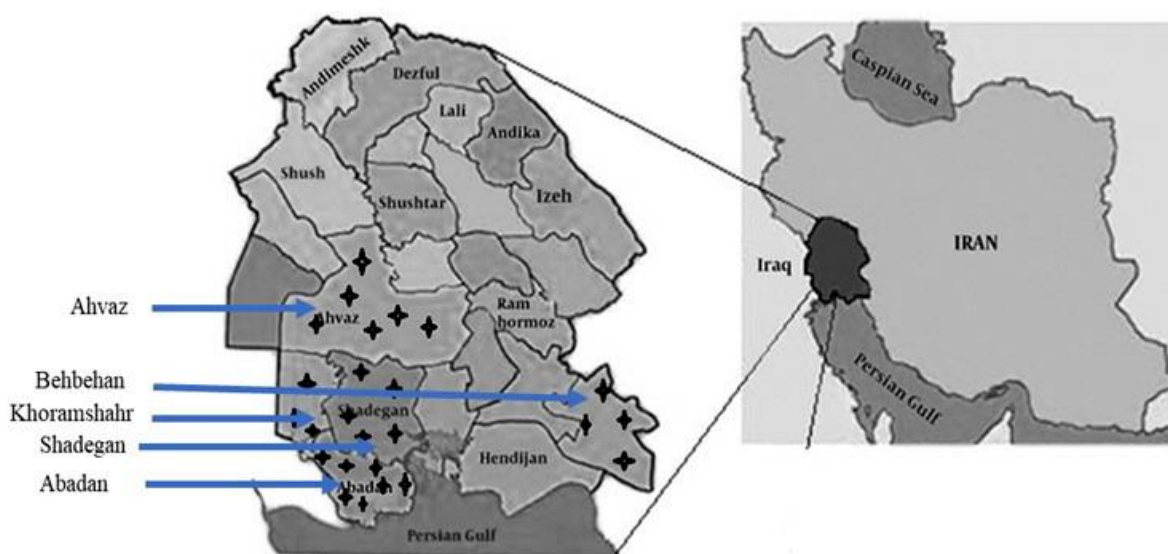 Andimeshk
Dezful
Lali
Andika
Shush
Shushtar
Izeh
Ahvaz
Ram
hormoz
Shadegan
Hendijan
Abadan
Persian Gulf
Ahvaz
Behbehan
Khoramshahr
Shadegan
Abadan
Caspian Sea
IRAN
Iraq
Persian Gulf